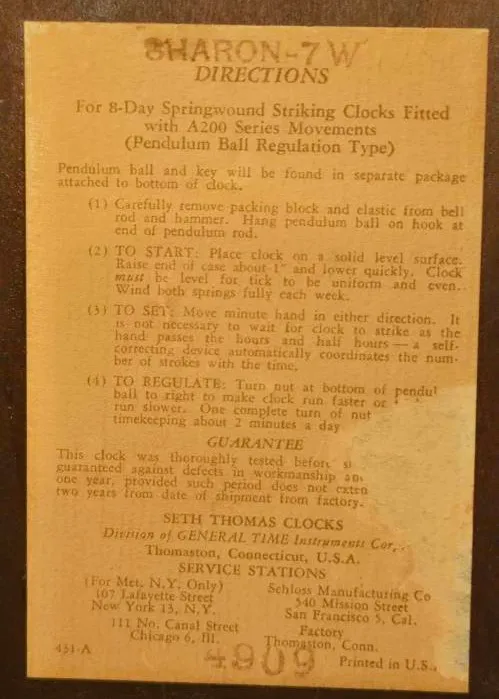 SHARON-7W
DIRECTIONS
For 8-Day Springwound Striking Clocks Fitted
with A200 Series Movements
(Pendulum Ball Regulation Type)
Pendulum ball and key will be found in separate package
attached to bottom of clock.
(1) Carefully remove packing block and elastic from bell
rod and hammer. Hang pendulum ball on hook at
end of pendulum rod.
(2) TO START: Place clock on a solid level surface.
Raise end of case about 1" and lower quickly. Clock
must be level for tick to be uniform and even.
Wind both springs fully each week.
(3) TO SET: Move minute hand in either direction. It
is not necessary to wait for clock to strike as the
hand passes the hours and half hours — a self-
correcting device automatically coordinates the num-
ber of strokes with the time.
(4) TO REGULATE: Turn nut at bottom of pendul
ball to right to make clock run faster or
run slower. One complete turn of nut
timekeeping about 2 minutes a day
GUARANTEE
This clock was thoroughly tested before
guaranteed against defects in workmanship an
one year, provided such period does not exten
two years from date of shipment from factory.
SETH THOMAS CLOCKS
Division of GENERAL TIME Instruments Cor
Thomaston, Connecticut, U.S.A.
SERVICE STATIONS
(For Met. N.Y. Only)
107 Lafayette Street
New York 13, N.Y.
111 No. Canal Street
Chicago 6, Ill.
Schloss Manufacturing Co
540 Mission Street
San Francisco 5, Cal.
Factory
Thomaston, Conn.
431-A
4909
Printed in U.S.